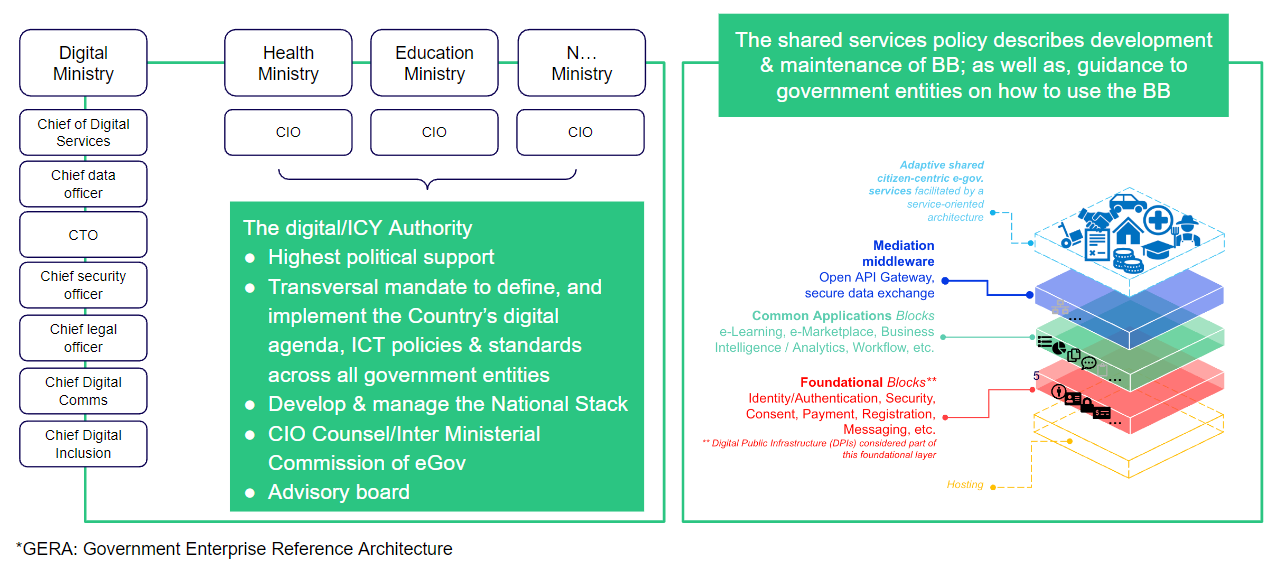 Digital
Ministry
Chief of Digital
Services
Chief data
officer
CTO
Chief security
officer
Chief legal
officer
Chief Digital
Comms
Chief Digital
Inclusion
Health
Ministry
Education
Ministry
N…
Ministry
CIO
CIO
CIO
The digital/ICY Authority
● Highest political support
● Transversal mandate to define, and
implement the Country’s digital
agenda, ICT policies & standards
across all government entities
● Develop & manage the National Stack
● CIO Counsel/Inter Ministerial
Commission of eGov
● Advisory board
The shared services policy describes development
& maintenance of BB; as well as, guidance to
government entities on how to use the BB
Adaptive shared
citizen-centric e-gov.
services facilitated by a
service-oriented
architecture
Mediation
middleware
Open API Gateway,
secure data exchange
...
Common Applications Blocks
e-Learning, e-Marketplace, Business
Intelligence / Analytics, Workflow, etc.
...
5
Foundational Blocks**
Identity/Authentication, Security,
Consent, Payment, Registration,
Messaging, etc.
** Digital Public Infrastructure (DPIs) considered part of
this foundational layer
...
Hosting
*GERA: Government Enterprise Reference Architecture